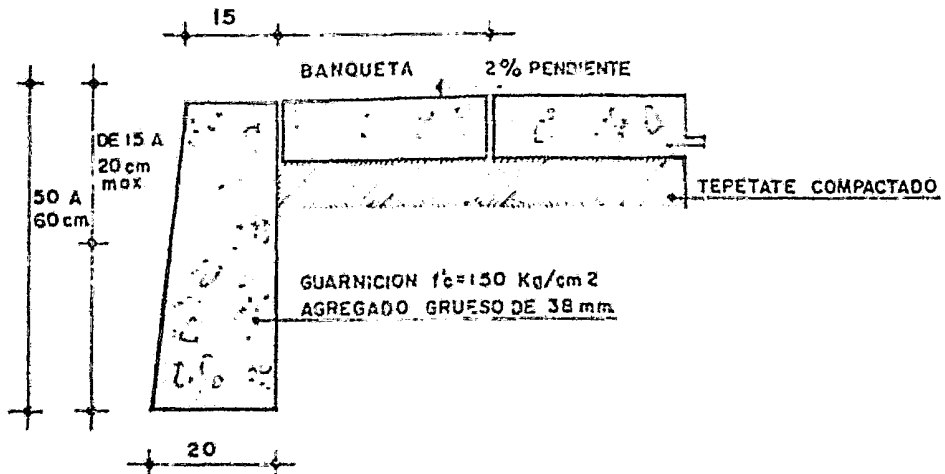 15
BANQUETA 2% PENDIENTE
DE 15 A
20 cm
max
50 A
60 cm
TEPETATE COMPACTADO
GUARNICION f'c=150 Kg/cm2
AGREGADO GRUESO DE 38 mm
20